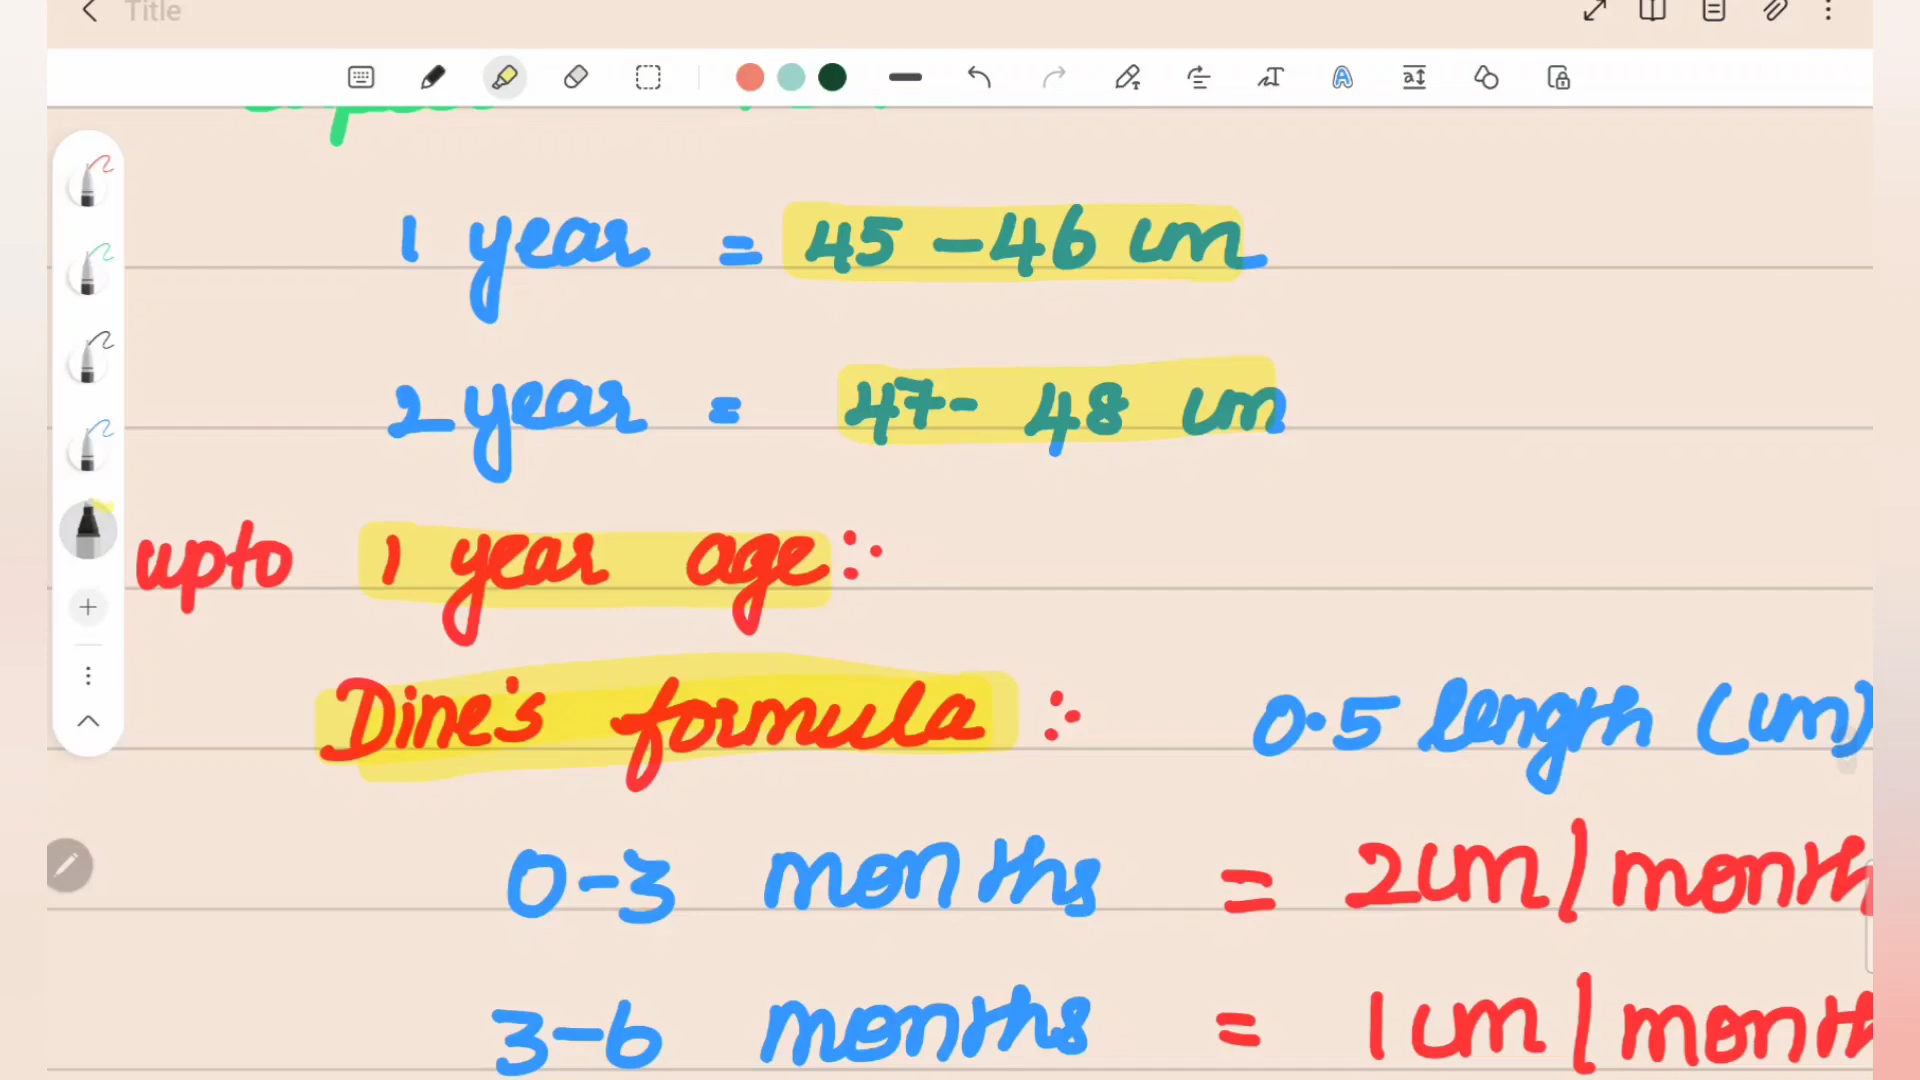 Title
1 year = 45-46 cm
2 year = 47- 48 cm
upto 1 year age :-
Dine's formula :- 0.5 length (cm)
0-3 months = 2cm/month
3-6 months = 1cm/month